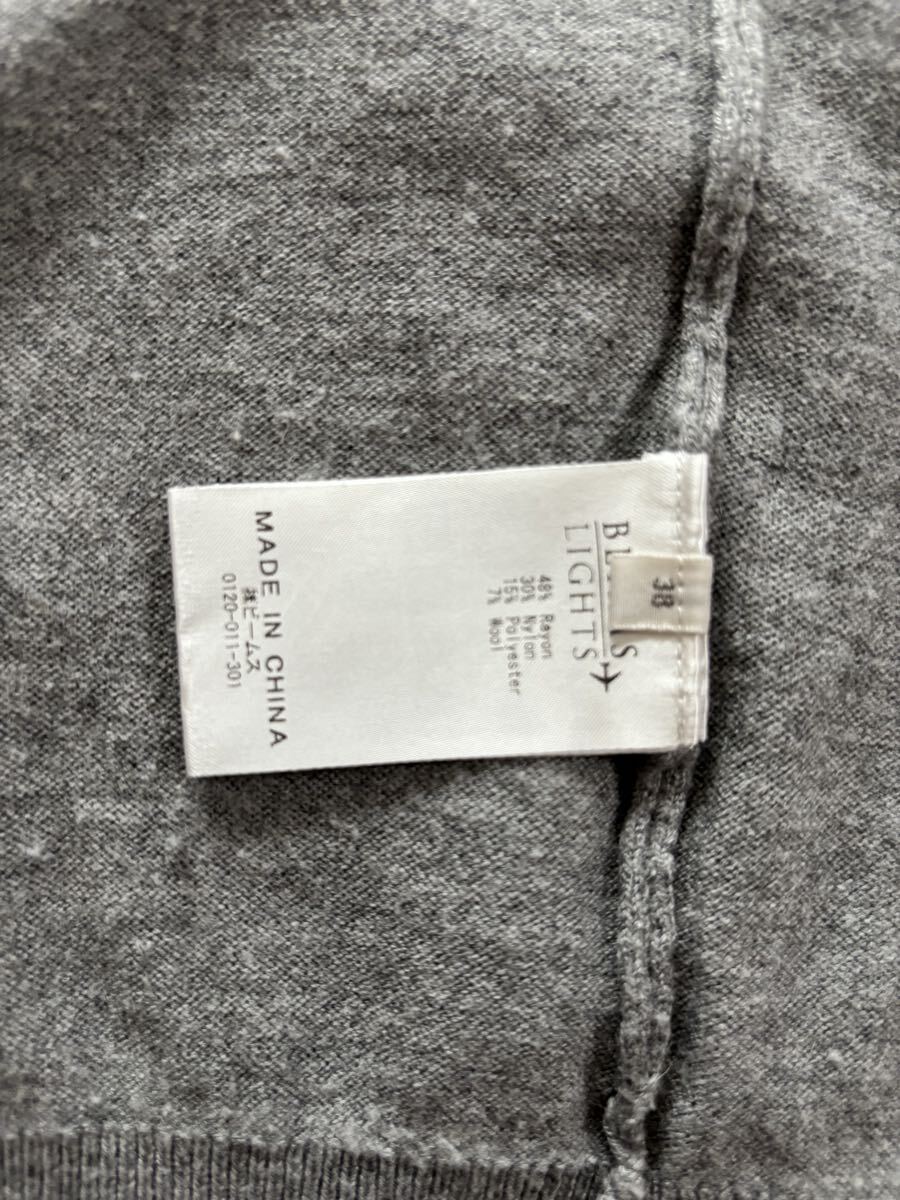 38
LIGHTS
48% Rayon
30% Nylon
15% Polyester
7% Wool
MADE IN CHINA
㈱ビームス
0120-011-301